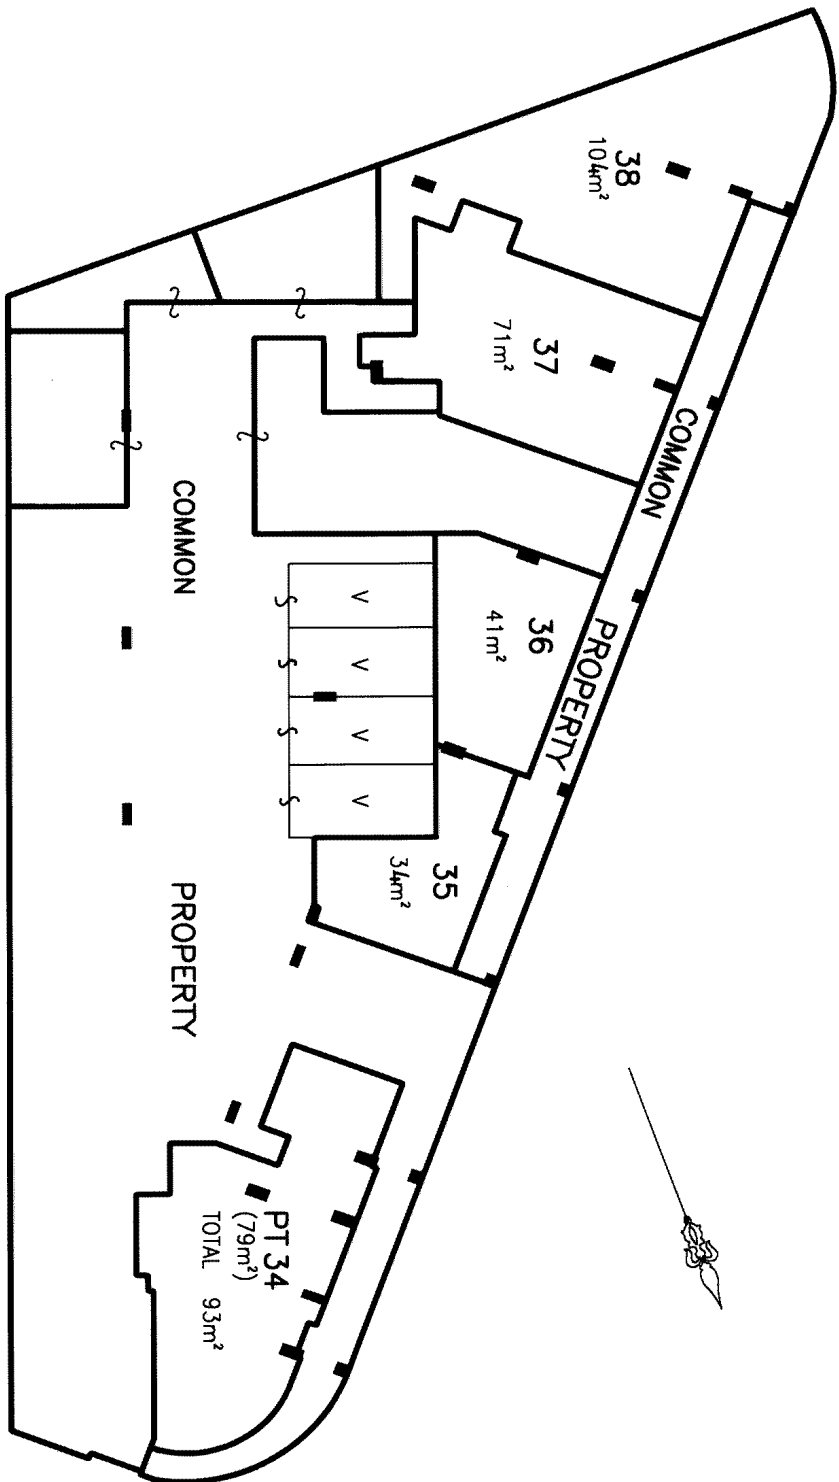 38
104m²
37
71m²
COMMON
PROPERTY
36
41m²
V
V
V
V
35
34m²
COMMON
PROPERTY
PT 34
(79m²)
TOTAL 93m²